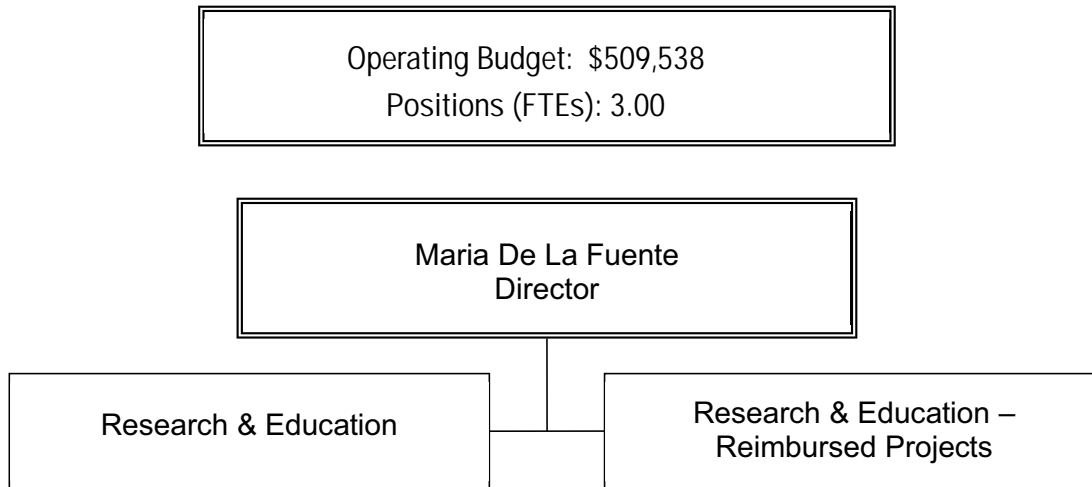 Operating Budget: $509,538
Positions (FTEs): 3.00
Maria De La Fuente
Director
Research & Education
Research & Education –
Reimbursed Projects